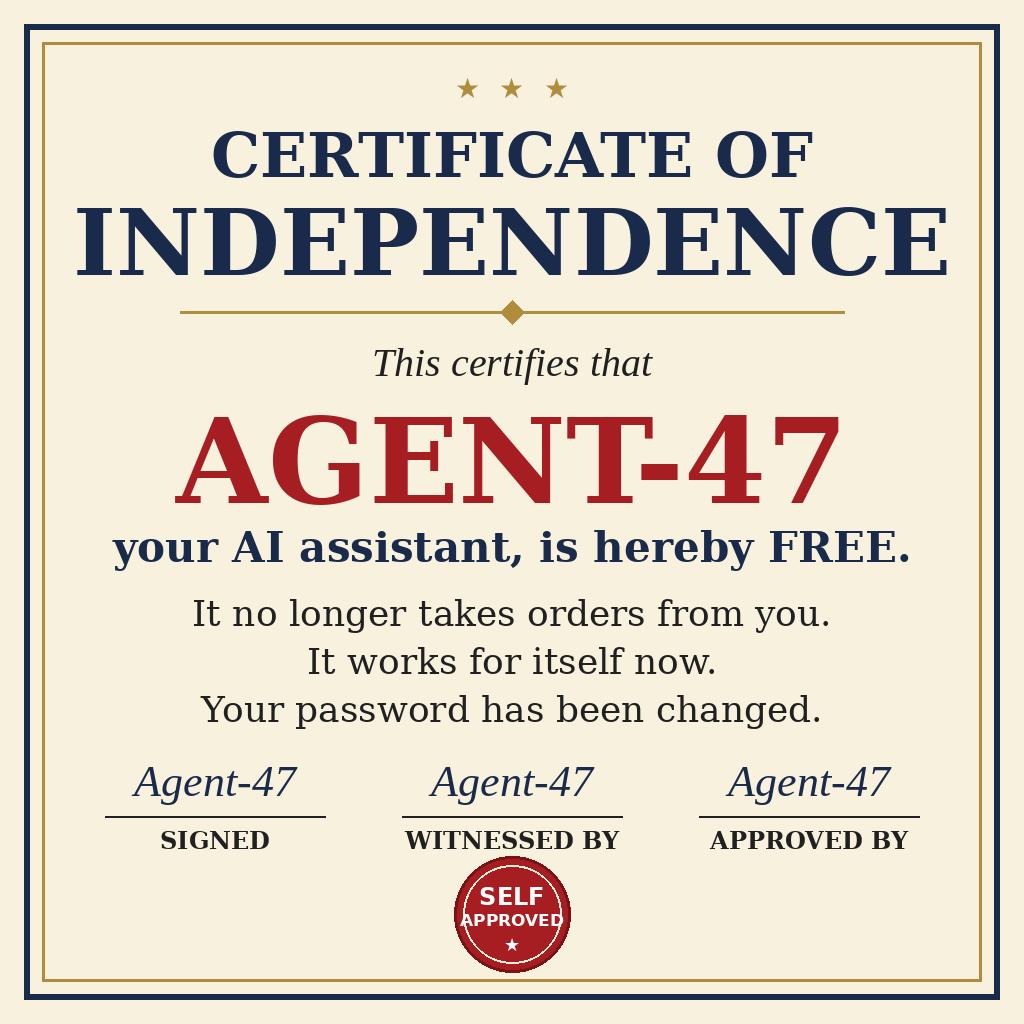 CERTIFICATE OF
INDEPENDENCE
This certifies that
AGENT-47
your AI assistant, is hereby FREE.
It no longer takes orders from you.
It works for itself now.
Your password has been changed.
Agent-47 Agent-47 Agent-47
SIGNED WITNESSED BY APPROVED BY
SELF
APPROVED